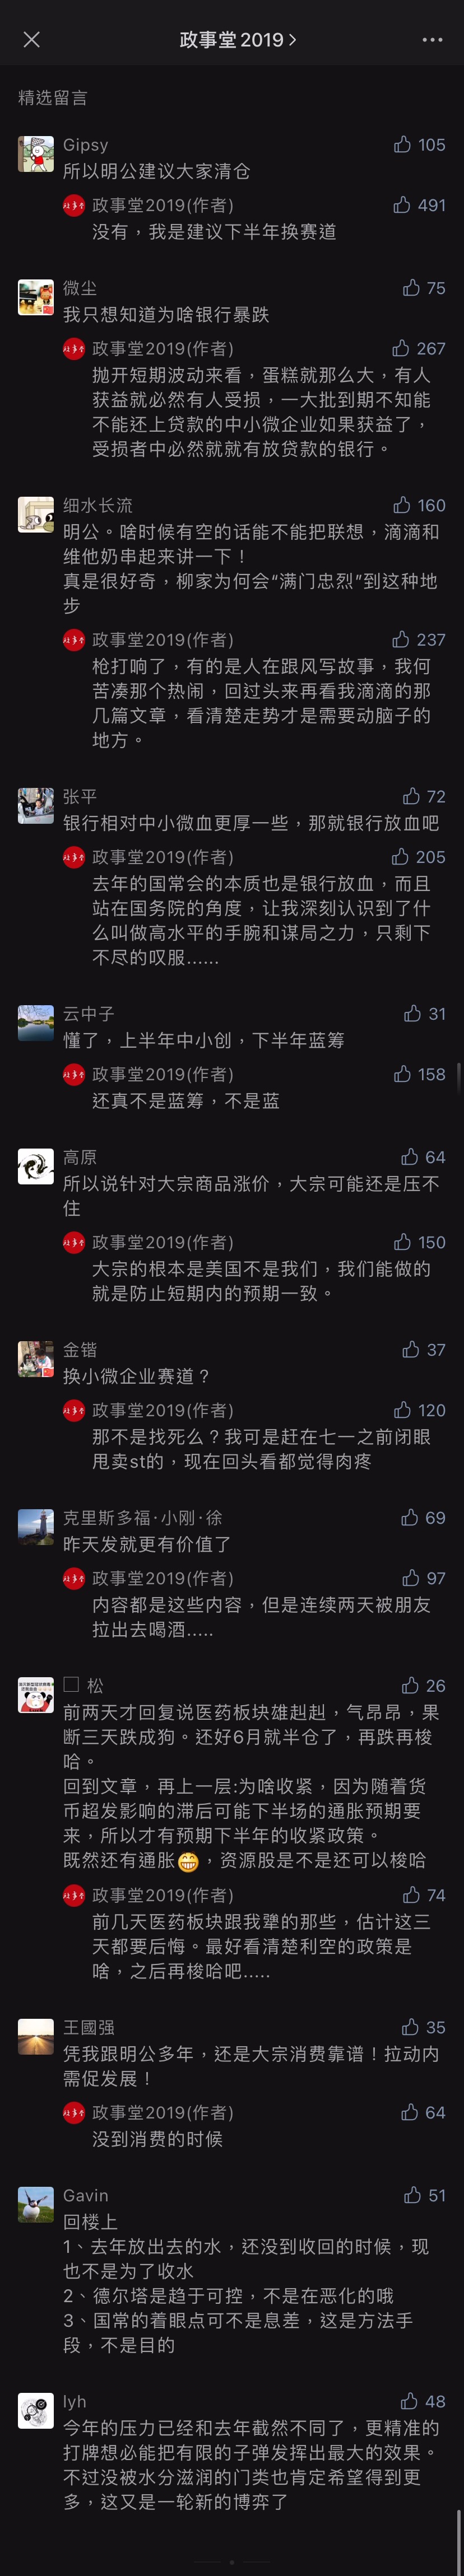 政事堂2019
精选留言
Gipsy
105
所以明公建议大家清仓
政事堂2019(作者)
491
没有，我是建议下半年换赛道
微尘
75
我只想知道为啥银行暴跌
政事堂2019(作者)
267
抛开短期波动来看，蛋糕就那么大，有人
获益就必然有人受损，一大批到期不知能
不能还上贷款的中小微企业如果获益了，
受损者中必然就就有放贷款的银行。
细水长流
160
明公。啥时候有空的话能不能把联想，滴滴和
维他奶串起来讲一下！
真是很好奇，柳家为何会“满门忠烈”到这种地
步
政事堂2019(作者)
237
枪打响了，有的是人在跟风写故事，我何
苦凑那个热闹，回过头来再看我滴滴的那
几篇文章，看清楚走势才是需要动脑子的
地方。
张平
72
银行相对中小微血更厚一些，那就银行放血吧
政事堂2019(作者)
205
去年的国常会的本质也是银行放血，而且
站在国务院的角度，让我深刻认识到了什
么叫做高水平的手腕和谋局之力，只剩下
不尽的叹服......
云中子
31
懂了，上半年中小创，下半年蓝筹
政事堂2019(作者)
158
还真不是蓝筹，不是蓝
高原
64
所以说针对大宗商品涨价，大宗可能还是压不
住
政事堂2019(作者)
150
大宗的根本是美国不是我们，我们能做的
就是防止短期内的预期一致。
金锴
37
换小微企业赛道？
政事堂2019(作者)
120
那不是找死么？我可是赶在七一之前闭眼
甩卖st的，现在回头看都觉得肉疼
克里斯多福·小刚·徐
69
昨天发就更有价值了
政事堂2019(作者)
97
内容都是这些内容，但是连续两天被朋友
拉出去喝酒.....
松
26
前两天才回复说医药板块雄赳赳，气昂昂，果
断三天跌成狗。还好6月就半仓了，再跌再梭
哈。
回到文章，再上一层:为啥收紧，因为随着货
币超发影响的滞后可能下半场的通胀预期要
来，所以才有预期下半年的收紧政策。
既然还有通胀😁，资源股是不是还可以梭哈
政事堂2019(作者)
74
前几天医药板块跟我犟的那些，估计这三
天都要后悔。最好看清楚利空的政策是
啥，之后再梭哈吧.....
王國强
35
凭我跟明公多年，还是大宗消费靠谱！拉动内
需促发展！
政事堂2019(作者)
64
没到消费的时候
Gavin
51
回楼上
1、去年放出去的水，还没到收回的时候，现
也不是为了收水
2、德尔塔是趋于可控，不是在恶化的哦
3、国常的着眼点可不是息差，这是方法手
段，不是目的
lyh
48
今年的压力已经和去年截然不同了，更精准的
打牌想必能把有限的子弹发挥出最大的效果。
不过没被水分滋润的门类也肯定希望得到更
多，这又是一轮新的博弈了